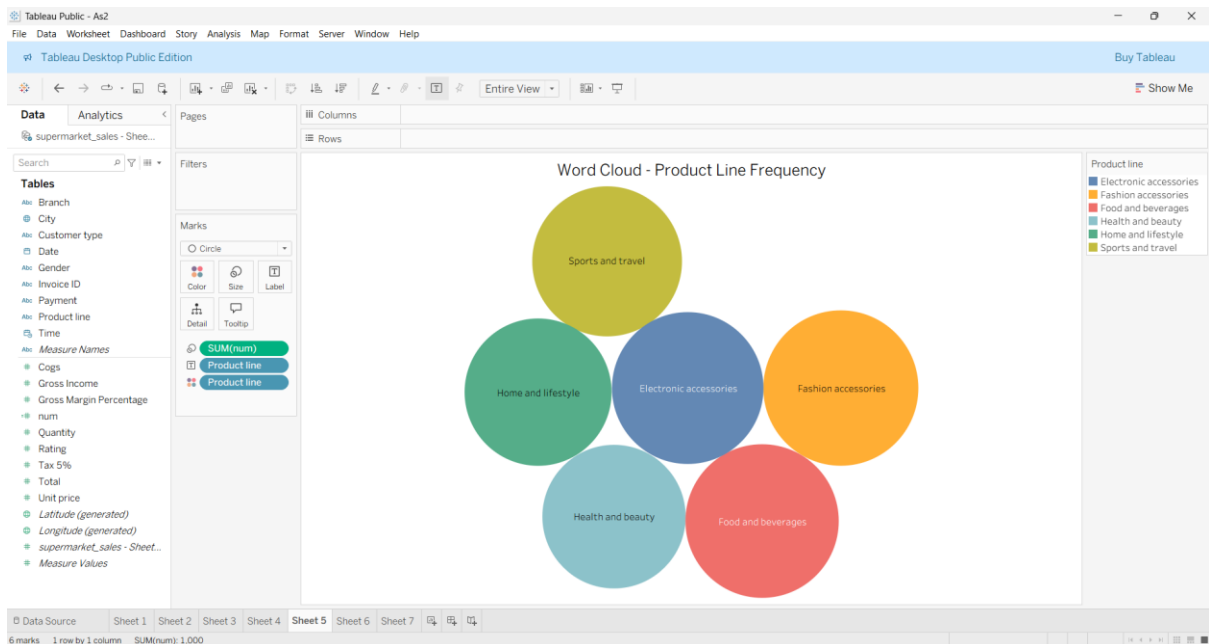 Tableau Public - As2
File Data Worksheet Dashboard Story Analysis Map Format Server Window Help
Tableau Desktop Public Edition
Buy Tableau
Entire View
Show Me
Data
Analytics
supermarket_sales - Shee...
Search
Tables
Abc Branch
City
Abc Customer type
Date
Abc Gender
Abc Invoice ID
Abc Payment
Abc Product line
Time
Abc Measure Names
Cogs
Gross Income
Gross Margin Percentage
num
Quantity
Rating
Tax 5%
Total
Unit price
Latitude (generated)
Longitude (generated)
supermarket_sales - Sheet...
Measure Values
Pages
Filters
Marks
Circle
Color
Size
Label
Detail
Tooltip
SUM(num)
Product line
Product line
Columns
Rows
Word Cloud - Product Line Frequency
Sports and travel
Home and lifestyle
Electronic accessories
Fashion accessories
Health and beauty
Food and beverages
Product line
Electronic accessories
Fashion accessories
Food and beverages
Health and beauty
Home and lifestyle
Sports and travel
Data Source
Sheet 1
Sheet 2
Sheet 3
Sheet 4
Sheet 5
Sheet 6
Sheet 7
6 marks 1 row by 1 column SUM(num): 1.000